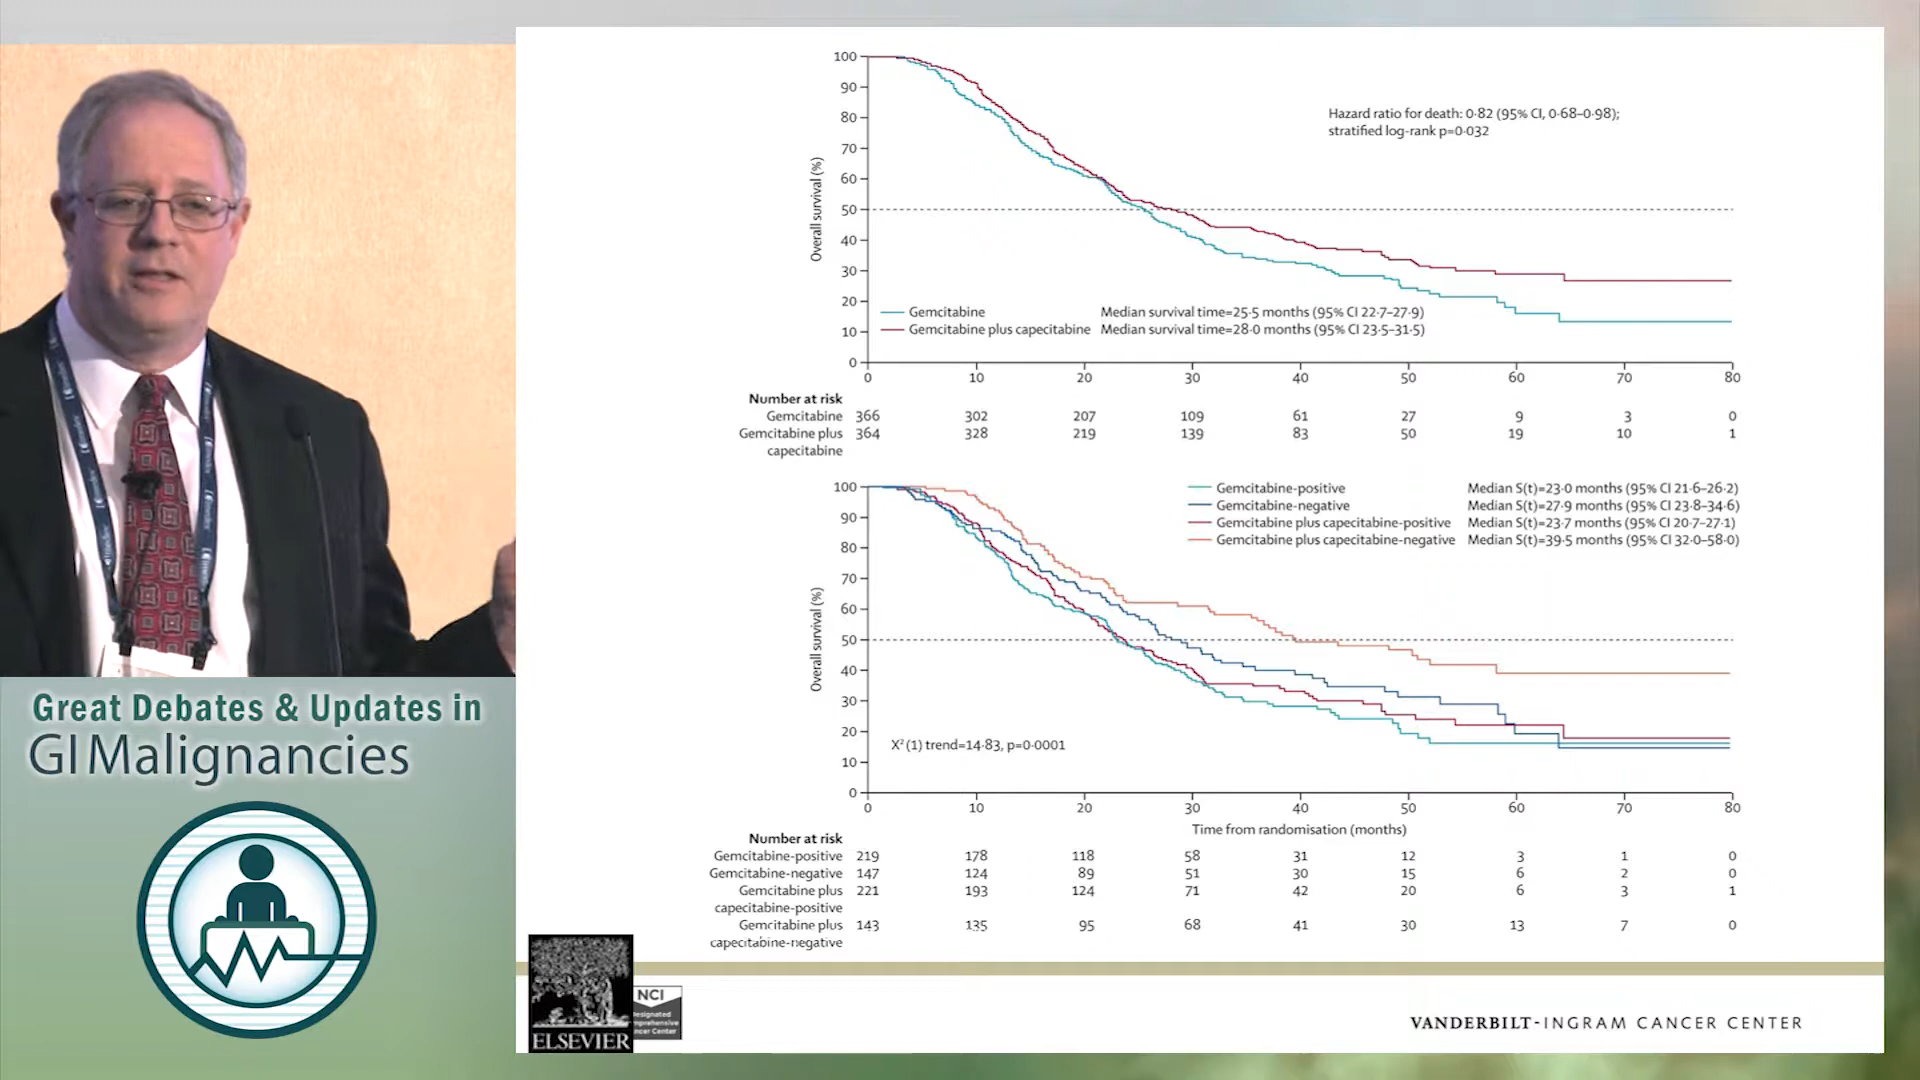 100
90
80
70
60
50
40
30
20
10
0
Overall survival (%)
Hazard ratio for death: 0·82 (95% CI, 0·68–0·98);
stratified log-rank p=0·032
Gemcitabine Median survival time=25·5 months (95% CI 22·7–27·9)
Gemcitabine plus capecitabine Median survival time=28·0 months (95% CI 23·5–31·5)
0 10 20 30 40 50 60 70 80
Number at risk
Gemcitabine 366 302 207 109 61 27 9 3 0
Gemcitabine plus 364 328 219 139 83 50 19 10 1
capecitabine
100
90
80
70
60
50
40
30
20
10
0
Overall survival (%)
Gemcitabine-positive Median S(t)=23·0 months (95% CI 21·6–26·2)
Gemcitabine-negative Median S(t)=27·9 months (95% CI 23·8–34·6)
Gemcitabine plus capecitabine-positive Median S(t)=23·7 months (95% CI 20·7–27·1)
Gemcitabine plus capecitabine-negative Median S(t)=39·5 months (95% CI 32·0–58·0)
X² (1) trend=14·83, p=0·0001
0 10 20 30 40 50 60 70 80
Time from randomisation (months)
Number at risk
Gemcitabine-positive 219 178 118 58 31 12 3 1 0
Gemcitabine-negative 147 124 89 51 30 15 6 2 0
Gemcitabine plus 221 193 124 71 42 20 6 3 1
capecitabine-positive
Gemcitabine plus 143 135 95 68 41 30 13 7 0
capecitabine-negative
Great Debates & Updates in
GI Malignancies
ELSEVIER
NCI
Designated
Cancer Center
VANDERBILT-INGRAM CANCER CENTER